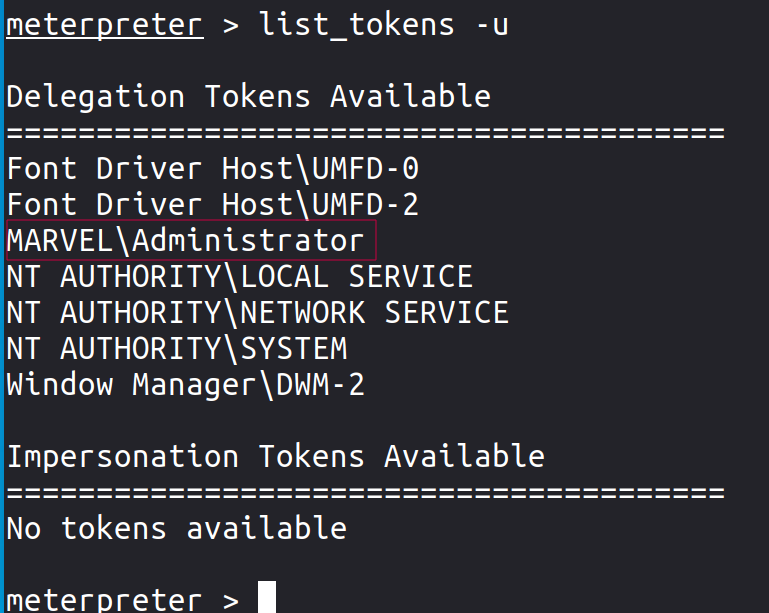 meterpreter > list_tokens -u
Delegation Tokens Available
========================================
Font Driver Host\UMFD-0
Font Driver Host\UMFD-2
MARVEL\Administrator
NT AUTHORITY\LOCAL SERVICE
NT AUTHORITY\NETWORK SERVICE
NT AUTHORITY\SYSTEM
Window Manager\DWM-2
Impersonation Tokens Available
========================================
No tokens available
meterpreter >